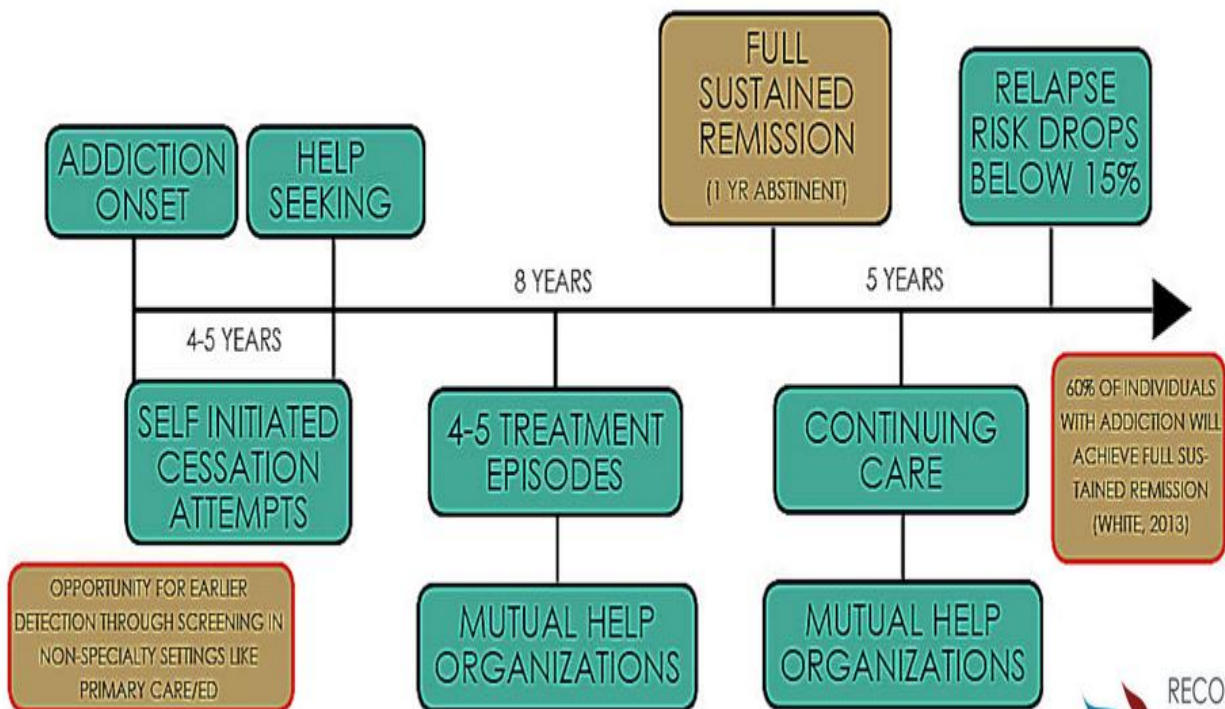 ADDICTION
ONSET
HELP
SEEKING
FULL
SUSTAINED
REMISSION
(1 YR ABSTINENT)
RELAPSE
RISK DROPS
BELOW 15%
8 YEARS
5 YEARS
4-5 YEARS
SELF INITIATED
CESSATION
ATTEMPTS
4-5 TREATMENT
EPISODES
CONTINUING
CARE
60% OF INDIVIDUALS
WITH ADDICTION WILL
ACHIEVE FULL SUS-
TAINED REMISSION
(WHITE, 2013)
OPPORTUNITY FOR EARLIER
DETECTION THROUGH SCREENING IN
NON-SPECIALTY SETTINGS LIKE
PRIMARY CARE/ED
MUTUAL HELP
ORGANIZATIONS
MUTUAL HELP
ORGANIZATIONS
RECO